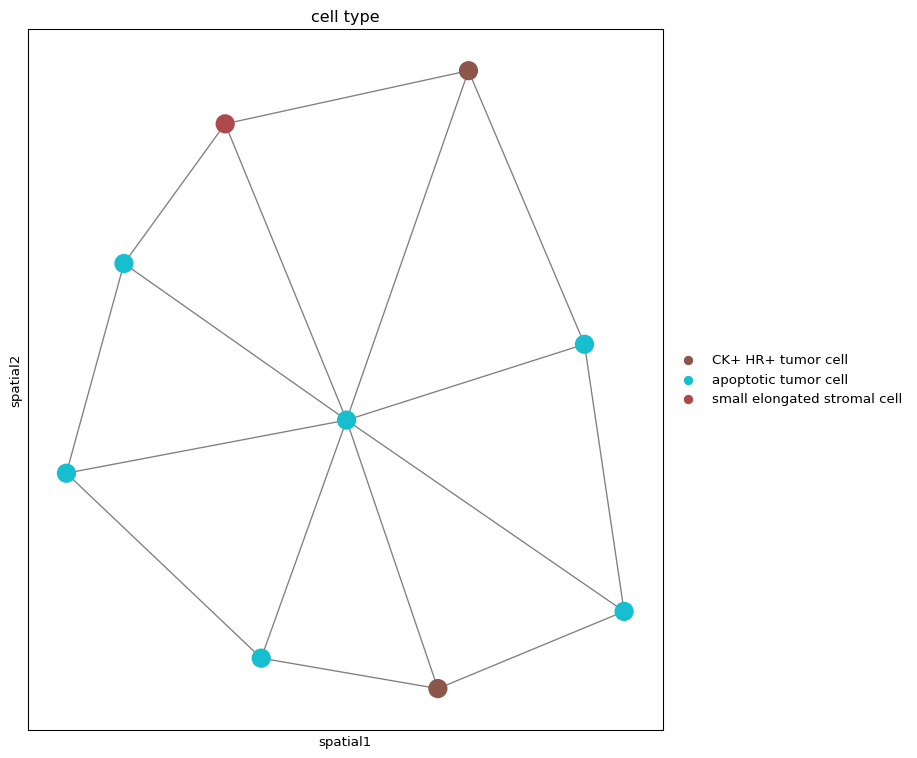 cell type
spatial2
CK+ HR+ tumor cell
apoptotic tumor cell
small elongated stromal cell
spatial1